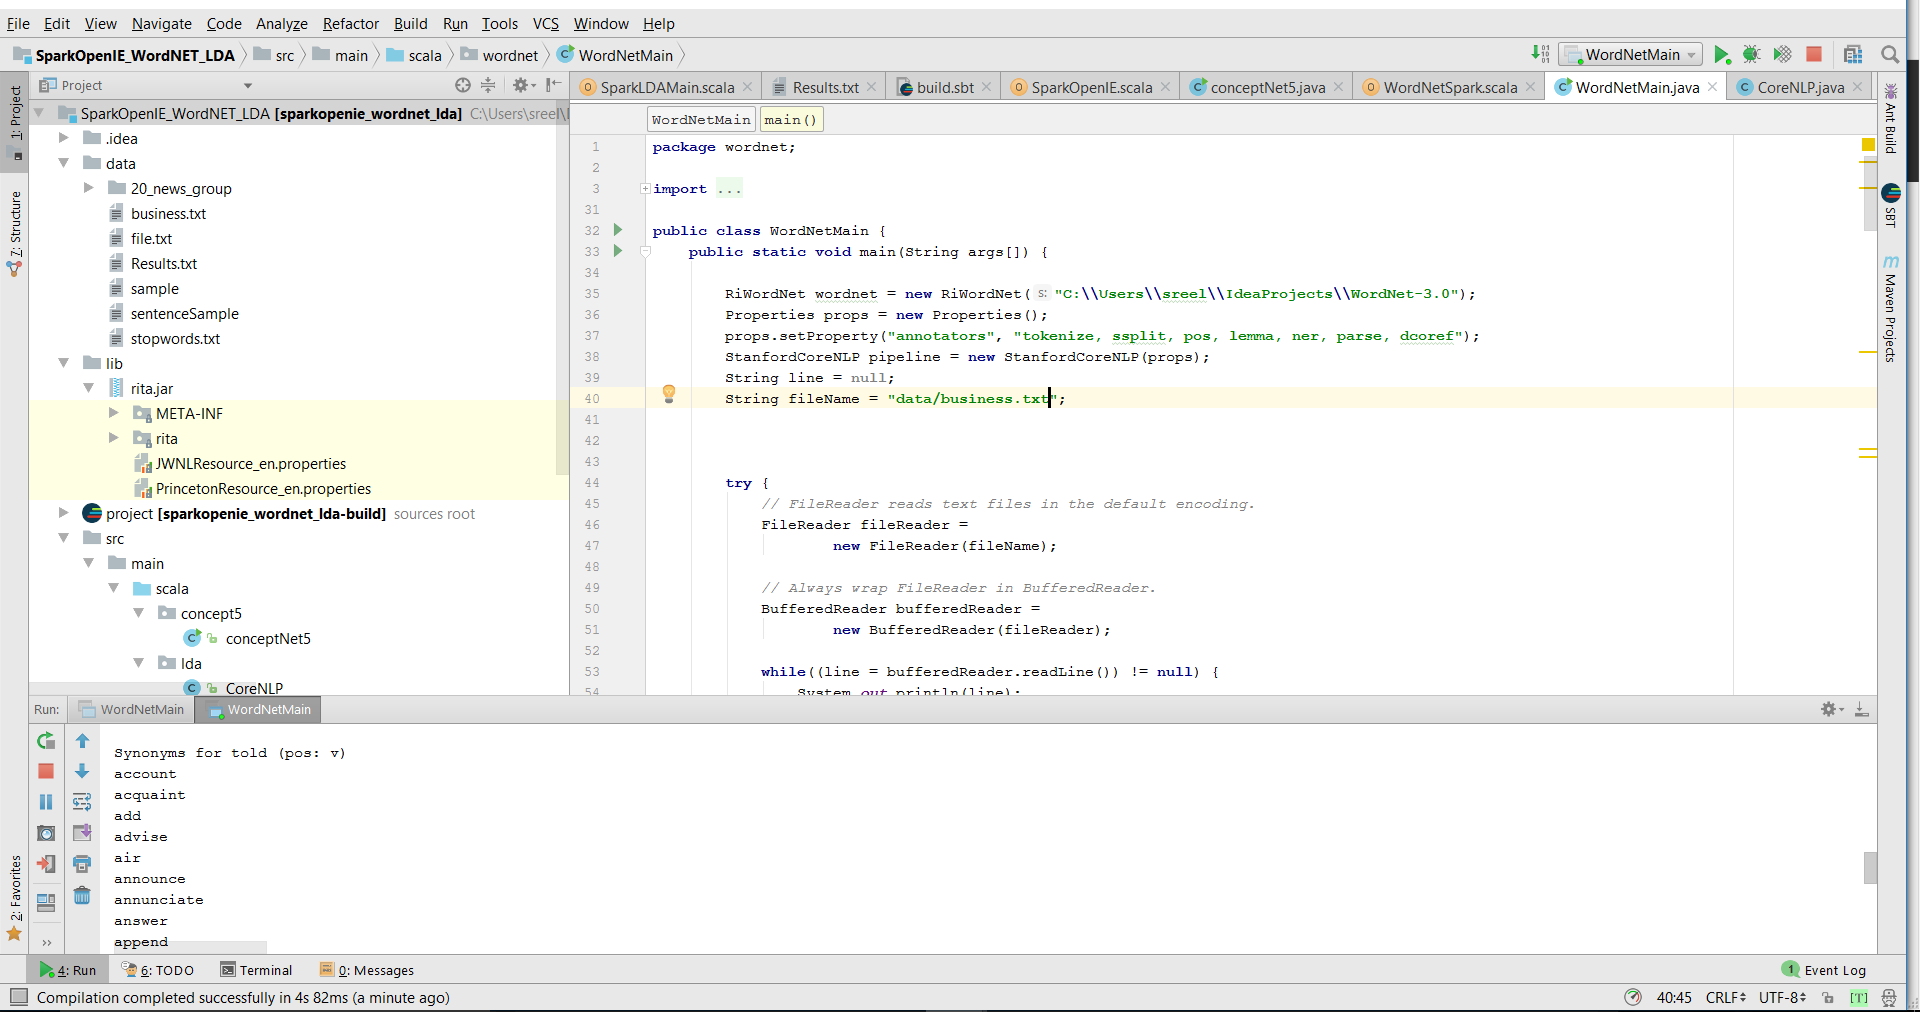 File Edit View Navigate Code Analyze Refactor Build Run Tools VCS Window Help
SparkOpenIE_WordNET_LDA src main scala wordnet WordNetMain WordNetMain
1: Project
7: Structure
2: Favorites
Project
SparkOpenIE_WordNET_LDA [sparkopenie_wordnet_lda] C:\Users\sreel\
.idea
data
20_news_group
business.txt
file.txt
Results.txt
sample
sentenceSample
stopwords.txt
lib
rita.jar
META-INF
rita
JWNLResource_en.properties
PrincetonResource_en.properties
project [sparkopenie_wordnet_lda-build] sources root
src
main
scala
concept5
conceptNet5
lda
CoreNLP
SparkLDAMain.scala Results.txt build.sbt SparkOpenIE.scala conceptNet5.java WordNetSpark.scala WordNetMain.java CoreNLP.java
WordNetMain main()
1 package wordnet;
2
3 import ...
31
32 public class WordNetMain {
33 public static void main(String args[]) {
34
35 RiWordNet wordnet = new RiWordNet( s: "C:\\Users\\sreel\\IdeaProjects\\WordNet-3.0");
36 Properties props = new Properties();
37 props.setProperty("annotators", "tokenize, ssplit, pos, lemma, ner, parse, dcoref");
38 StanfordCoreNLP pipeline = new StanfordCoreNLP(props);
39 String line = null;
40 String fileName = "data/business.txt";
41
42
43
44 try {
45 // FileReader reads text files in the default encoding.
46 FileReader fileReader =
47 new FileReader(fileName);
48
49 // Always wrap FileReader in BufferedReader.
50 BufferedReader bufferedReader =
51 new BufferedReader(fileReader);
52
53 while((line = bufferedReader.readLine()) != null) {
54 System.out.println(line);
Ant Build
SBT
Maven Projects
Run: WordNetMain WordNetMain
Synonyms for told (pos: v)
account
acquaint
add
advise
air
announce
annunciate
answer
append
4: Run 6: TODO Terminal 0: Messages 1 Event Log
Compilation completed successfully in 4s 82ms (a minute ago) 40:45 CRLF UTF-8 [T]